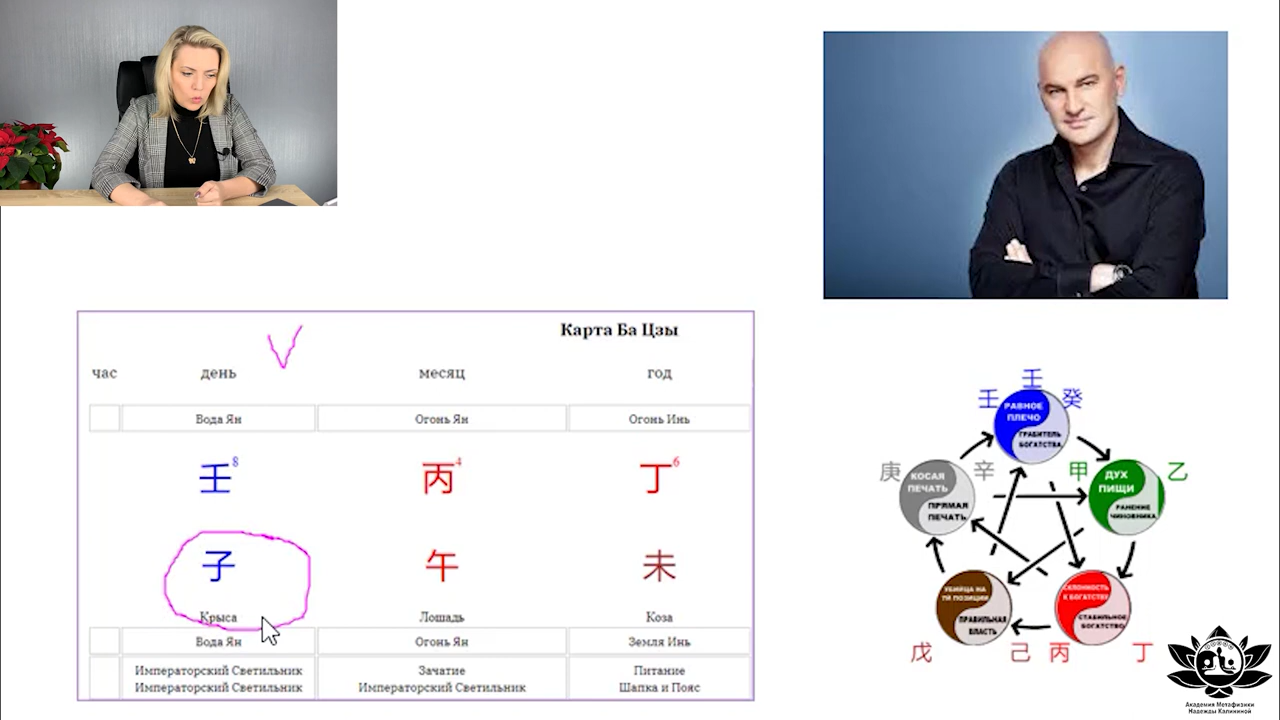 Карта Ба Цзы
час день месяц год
Вода Ян Огонь Ян Огонь Инь
壬8 丙4 丁6
子 午 未
Крыса Лошадь Коза
Вода Ян Огонь Ян Земля Инь
Императорский Светильник Зачатие Питание
Императорский Светильник Императорский Светильник Шапка и Пояс
壬
壬 癸
РАВНОЕ
ПЛЕЧО
ГРАБИТЕЛЬ
БОГАТСТВА
庚 辛 甲 乙
КОСАЯ
ПЕЧАТЬ
ПРЯМАЯ
ПЕЧАТЬ
ДУХ
ПИЩИ
РАНЕНИЕ
ЧИНОВНИКА
УБИЙЦА НА
7Й ПОЗИЦИИ
ПРАВИЛЬНАЯ
ВЛАСТЬ
СКЛОННОСТЬ
К БОГАТСТВУ
СТАБИЛЬНОЕ
БОГАТСТВО
戊 己 丙 丁
Академия Метафизики
Надежды Калининой